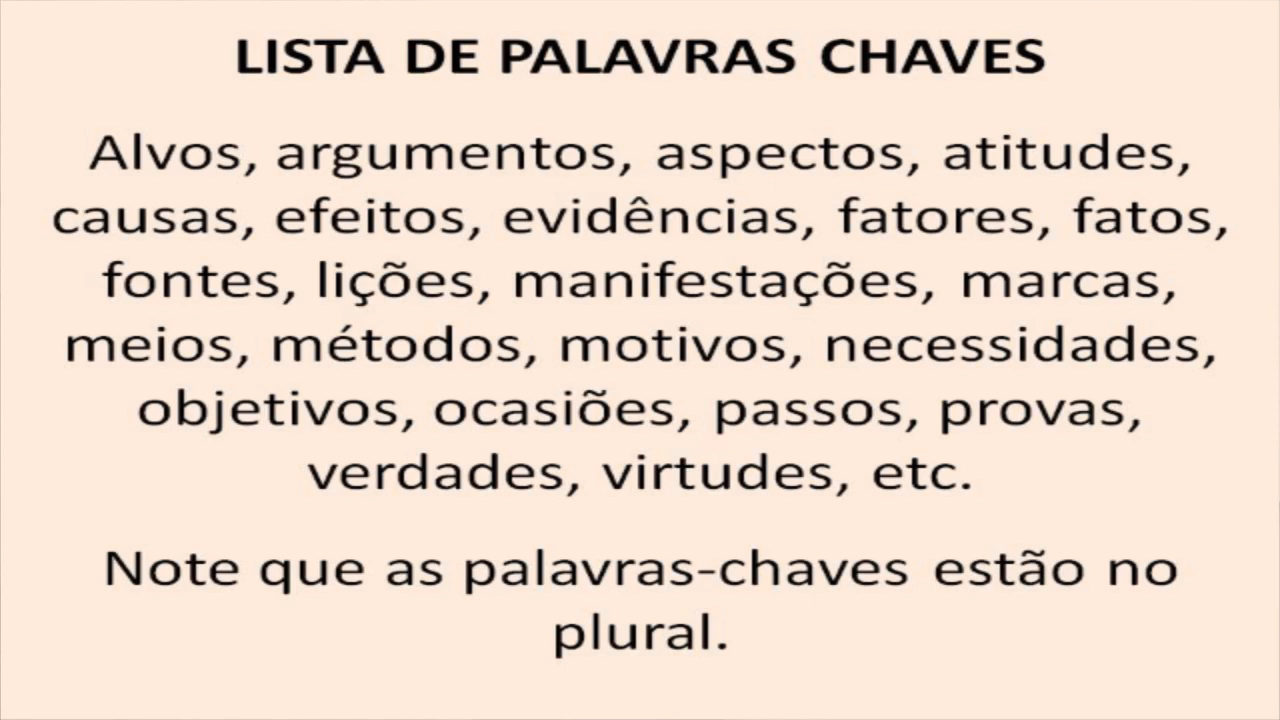 LISTA DE PALAVRAS CHAVES
Alvos, argumentos, aspectos, atitudes,
causas, efeitos, evidências, fatores, fatos,
fontes, lições, manifestações, marcas,
meios, métodos, motivos, necessidades,
objetivos, ocasiões, passos, provas,
verdades, virtudes, etc.
Note que as palavras-chaves estão no
plural.